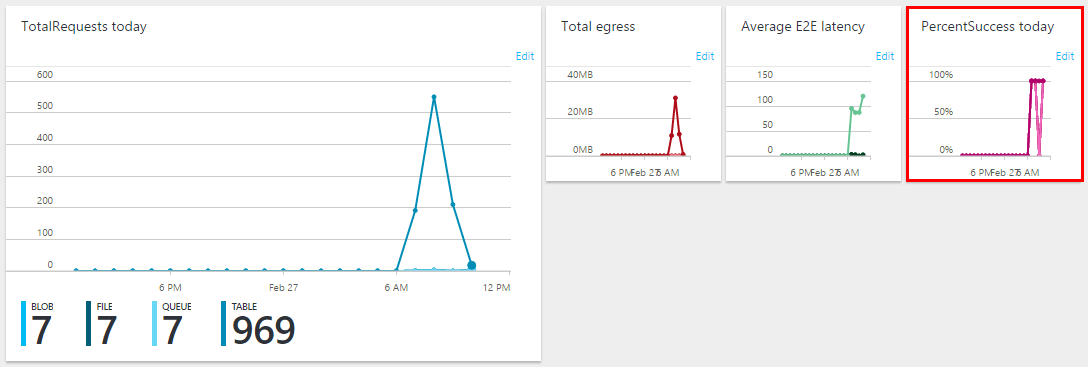 TotalRequests today
Edit
600
500
400
300
200
100
0
6 PM
Feb 27
6 AM
12 PM
BLOB
7
FILE
7
QUEUE
7
TABLE
969
Total egress
Edit
40MB
20MB
0MB
6 PM
Feb 27
6 AM
Average E2E latency
Edit
150
100
50
0
6 PM
Feb 27
6 AM
PercentSuccess today
Edit
100%
50%
0%
6 PM
Feb 27
6 AM